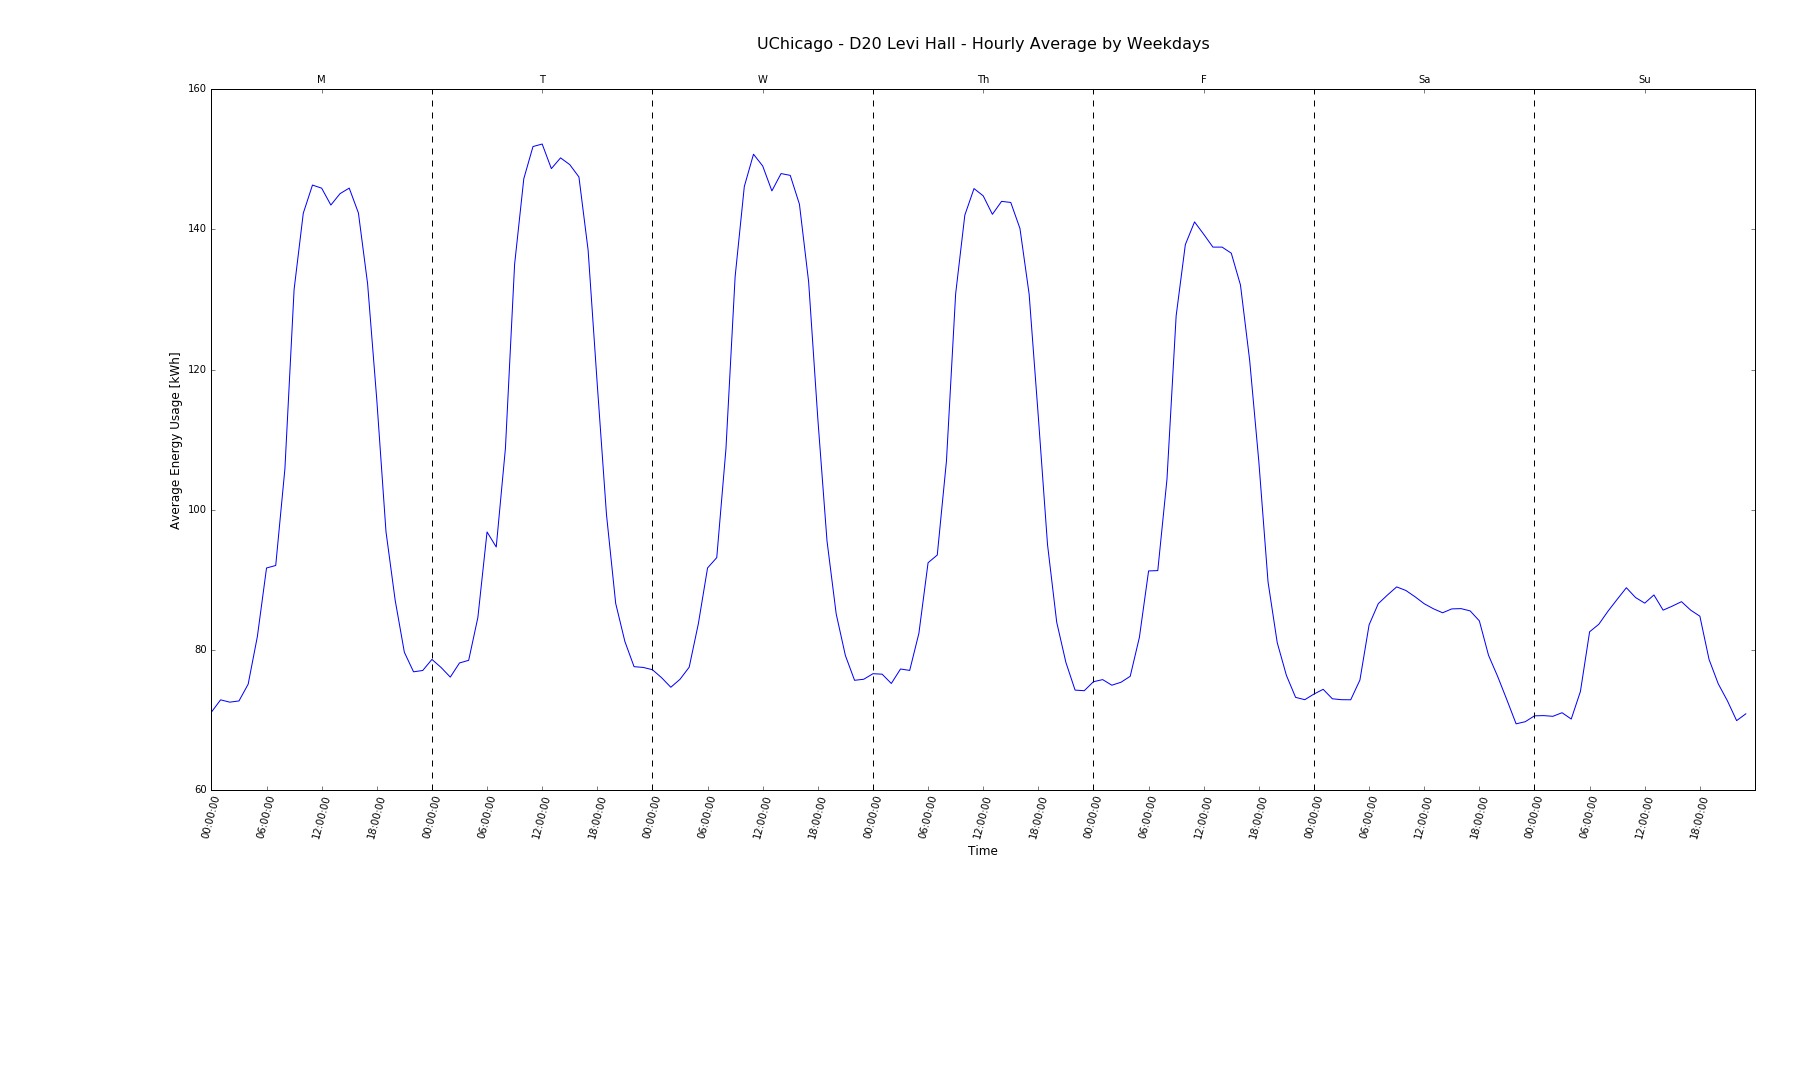 UChicago - D20 Levi Hall - Hourly Average by Weekdays
M T W Th F Sa Su
160
140
120
100
80
60
Average Energy Usage [kWh]
00:00:00 06:00:00 12:00:00 18:00:00 00:00:00 06:00:00 12:00:00 18:00:00 00:00:00 06:00:00 12:00:00 18:00:00 00:00:00 06:00:00 12:00:00 18:00:00 00:00:00 06:00:00 12:00:00 18:00:00 00:00:00 06:00:00 12:00:00 18:00:00 00:00:00 06:00:00 12:00:00 18:00:00
Time